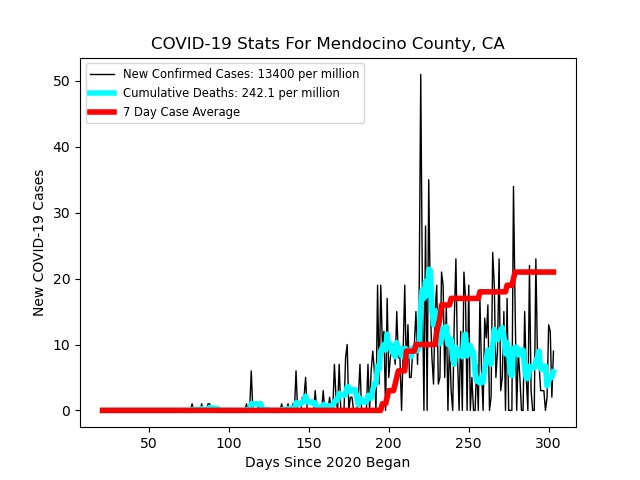 COVID-19 Stats For Mendocino County, CA
New Confirmed Cases: 13400 per million
Cumulative Deaths: 242.1 per million
7 Day Case Average
50
40
30
20
10
0
New COVID-19 Cases
50 100 150 200 250 300
Days Since 2020 Began